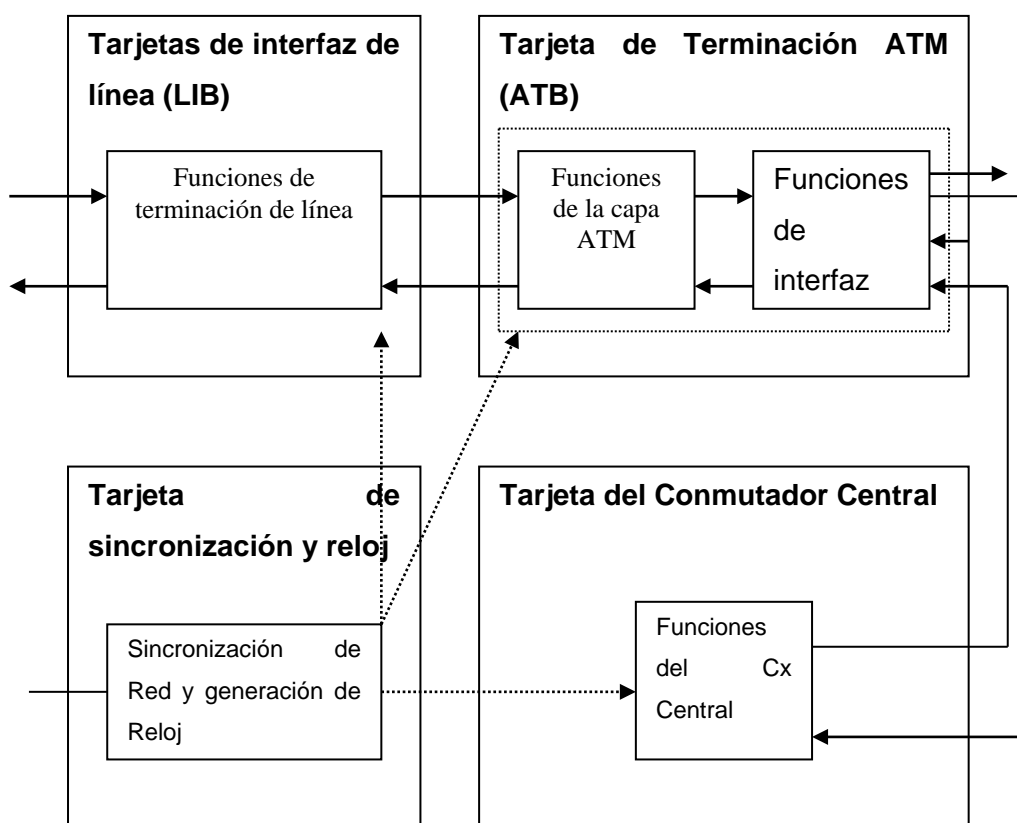 Tarjetas de interfaz de
línea (LIB)
Funciones de
terminación de línea
Tarjeta de Terminación ATM
(ATB)
Funciones
de la capa
ATM
Funciones
de
interfaz
Tarjeta de
sincronización y reloj
Sincronización de
Red y generación de
Reloj
Tarjeta del Conmutador Central
Funciones
del Cx
Central